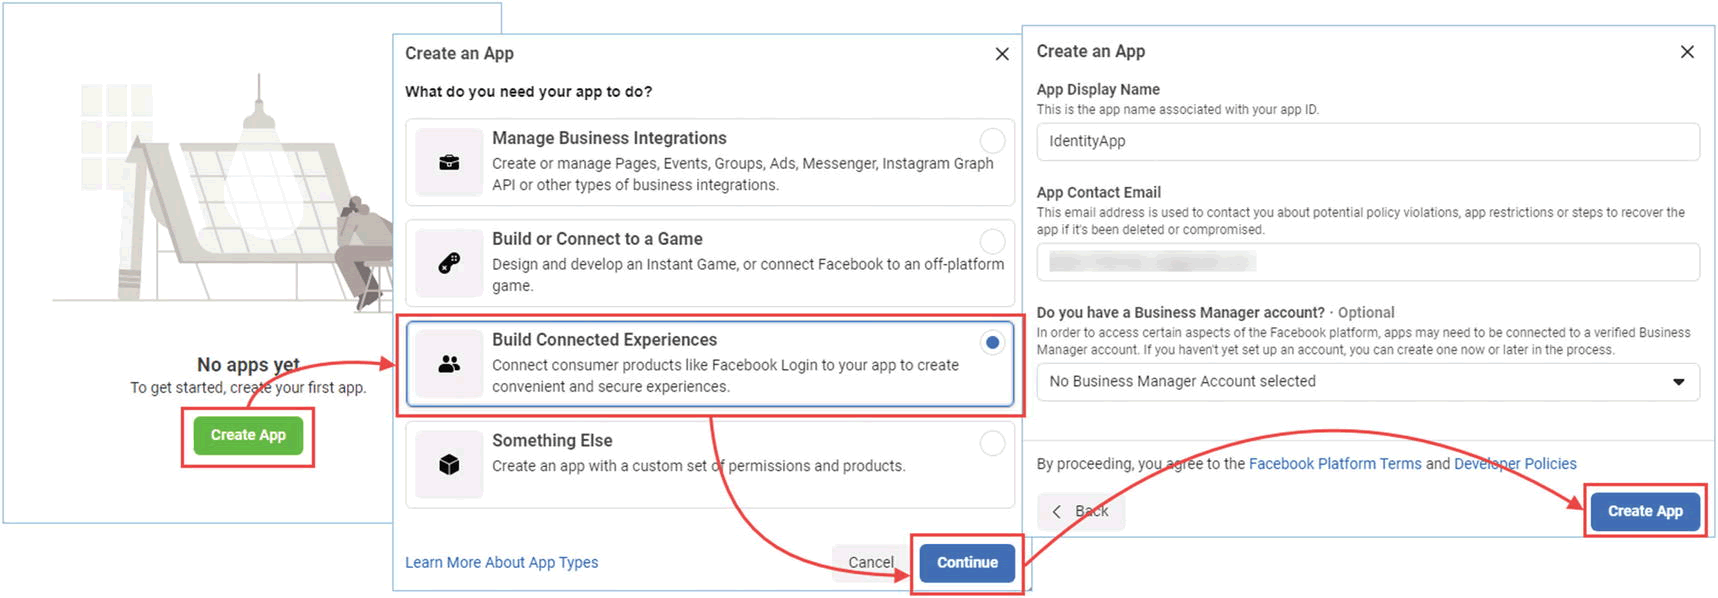 No apps yet
To get started, create your first app.
Create App
Create an App
What do you need your app to do?
Manage Business Integrations
Create or manage Pages, Events, Groups, Ads, Messenger, Instagram Graph
API or other types of business integrations.
Build or Connect to a Game
Design and develop an Instant Game, or connect Facebook to an off-platform
game.
Build Connected Experiences
Connect consumer products like Facebook Login to your app to create
convenient and secure experiences.
Something Else
Create an app with a custom set of permissions and products.
Learn More About App Types
Cancel
Continue
Create an App
App Display Name
This is the app name associated with your app ID.
IdentityApp
App Contact Email
This email address is used to contact you about potential policy violations, app restrictions or steps to recover the
app if it's been deleted or compromised.
Do you have a Business Manager account? · Optional
In order to access certain aspects of the Facebook platform, apps may need to be connected to a verified Business
Manager account. If you haven't yet set up an account, you can create one now or later in the process.
No Business Manager Account selected
By proceeding, you agree to the Facebook Platform Terms and Developer Policies
Back
Create App